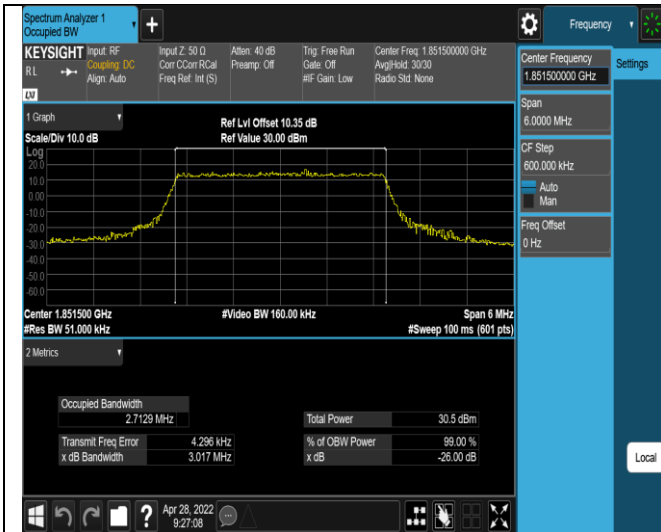 Spectrum Analyzer 1
Occupied BW
+
Frequency
KEYSIGHT
R L
LXI
Input: RF
Coupling: DC
Align: Auto
Input Z: 50 Ω
Corr CCorr RCal
Freq Ref: Int (S)
Atten: 40 dB
Preamp: Off
Trig: Free Run
Gate: Off
#IF Gain: Low
Center Freq: 1.851500000 GHz
Avg|Hold: 30/30
Radio Std: None
Center Frequency
1.851500000 GHz
Settings
Span
6.0000 MHz
CF Step
600.000 kHz
Auto
Man
Freq Offset
0 Hz
Local
1 Graph
Scale/Div 10.0 dB
Ref Lvl Offset 10.35 dB
Ref Value 30.00 dBm
Log
20.0
10.0
0.00
-10.0
-20.0
-30.0
-40.0
-50.0
-60.0
Center 1.851500 GHz
#Res BW 51.000 kHz
#Video BW 160.00 kHz
Span 6 MHz
#Sweep 100 ms (601 pts)
2 Metrics
Occupied Bandwidth
2.7129 MHz
Total Power 30.5 dBm
Transmit Freq Error 4.296 kHz
% of OBW Power 99.00 %
x dB Bandwidth 3.017 MHz
x dB -26.00 dB
?
Apr 28, 2022
9:27:08